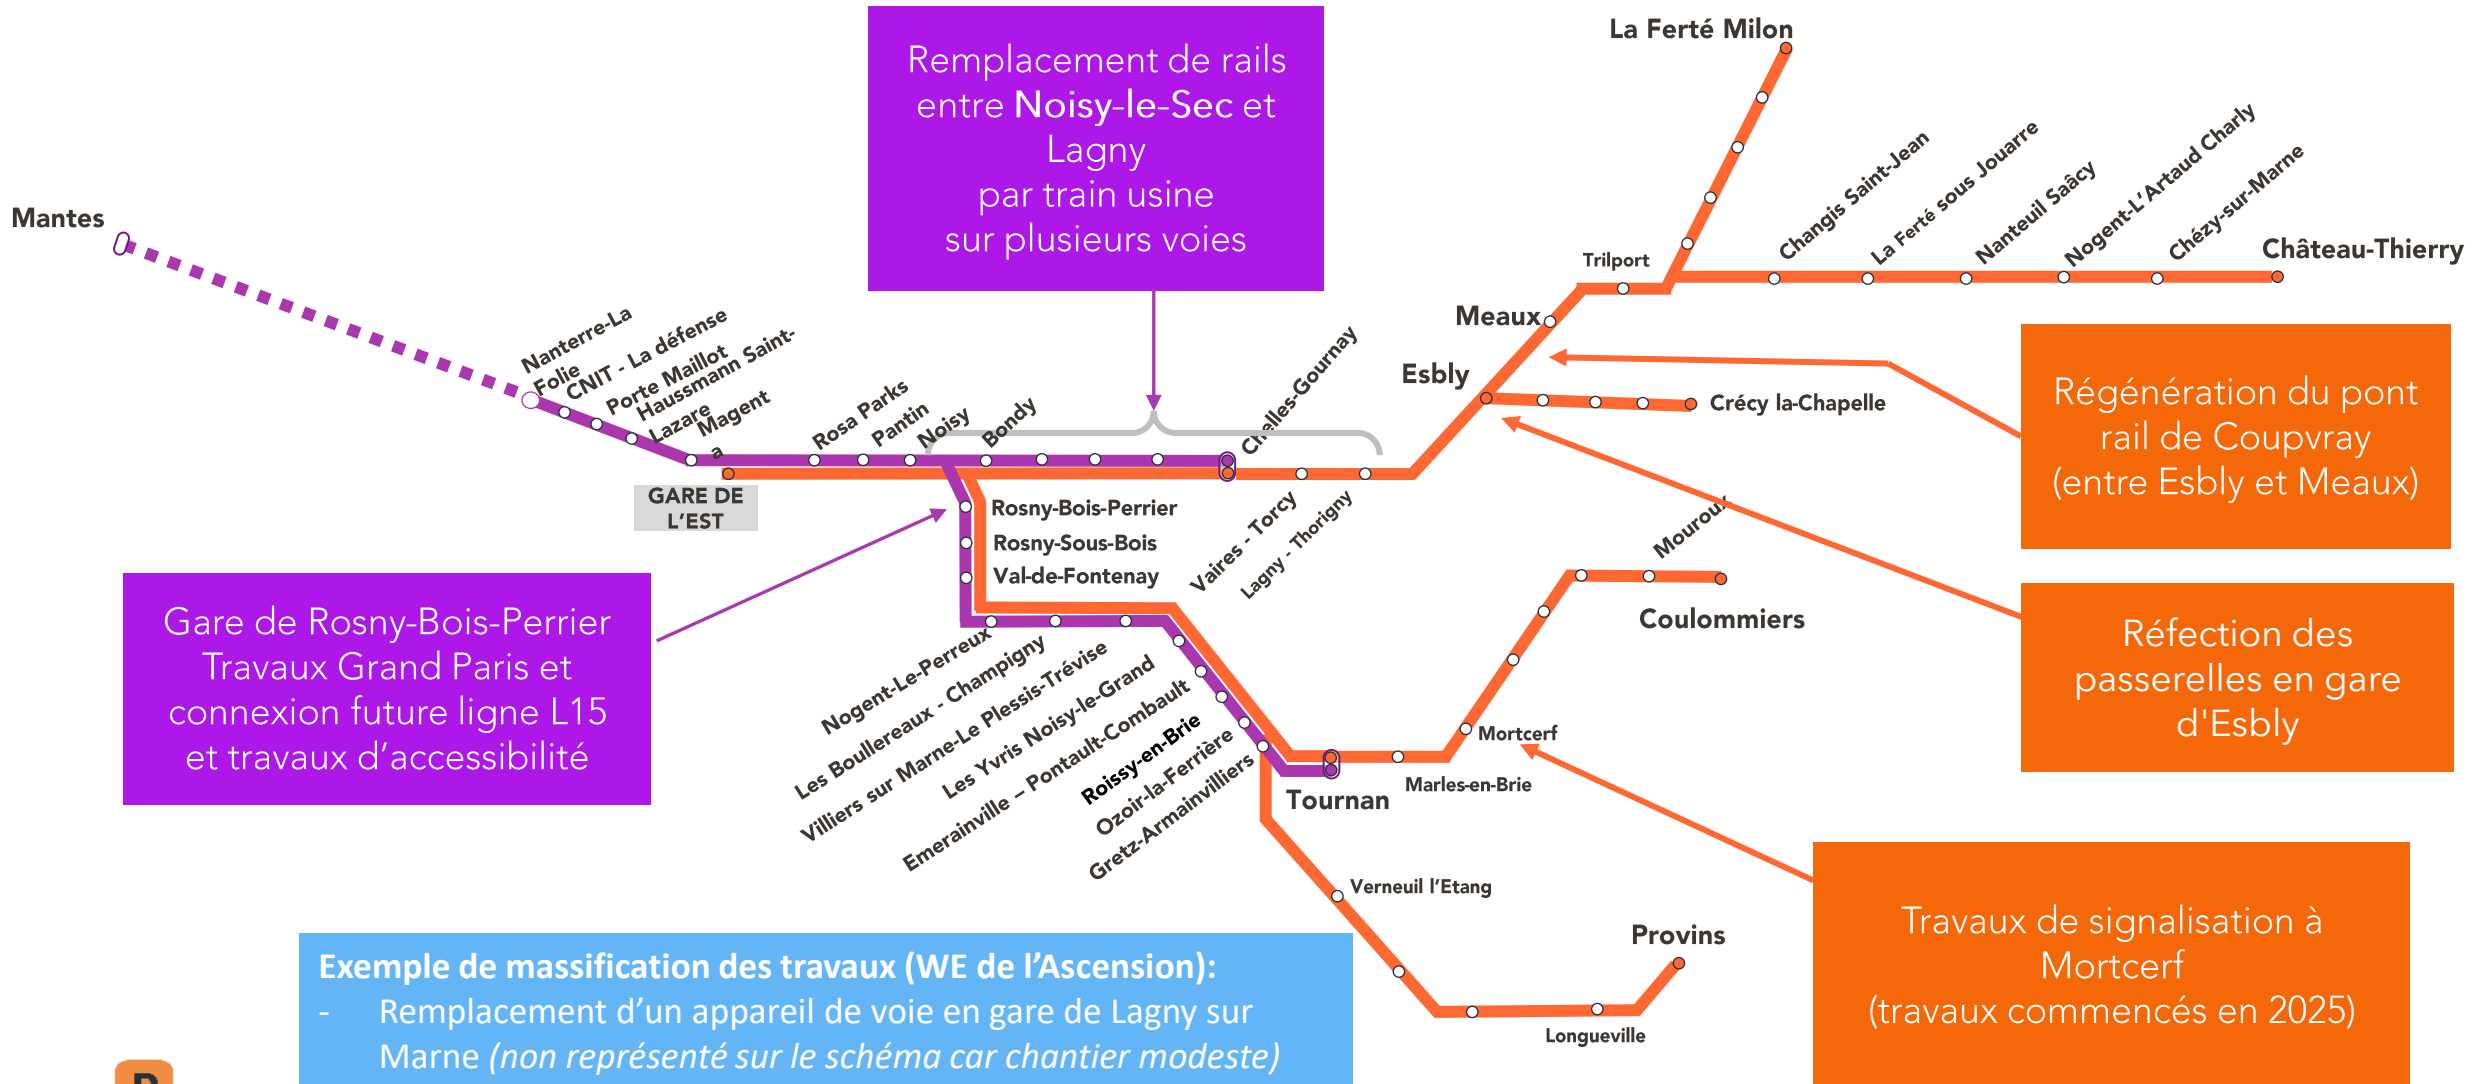 La Ferté Milon
Remplacement de rails
entre Noisy-le-Sec et
Lagny
par train usine
sur plusieurs voies
Mantes
Changis Saint-Jean
La Ferté sous Jouarre
Nanteuil Saâcy
Nogent-L'Artaud Charly
Chézy-sur-Marne
Château-Thierry
Trilport
Meaux
Esbly
Crécy la-Chapelle
Nanterre-La
Folie
CNIT - La défense
Porte Maillot
Haussmann Saint-
Lazare
Magent
a
Rosa Parks
Pantin
Noisy
Bondy
Chelles-Gournay
GARE DE
L'EST
Régénération du pont
rail de Coupvray
(entre Esbly et Meaux)
Rosny-Bois-Perrier
Rosny-Sous-Bois
Val-de-Fontenay
Vaires - Torcy
Lagny - Thorigny
Mouroux
Coulommiers
Gare de Rosny-Bois-Perrier
Travaux Grand Paris et
connexion future ligne L15
et travaux d'accessibilité
Réfection des
passerelles en gare
d'Esbly
Nogent-Le-Perreux
Les Boullereaux - Champigny
Villiers sur Marne-Le Plessis-Trévise
Les Yvris Noisy-le-Grand
Emerainville – Pontault-Combault
Roissy-en-Brie
Ozoir-la-Ferrière
Gretz-Armainvilliers
Tournan
Marles-en-Brie
Mortcerf
Verneuil l'Etang
Provins
Longueville
Travaux de signalisation à
Mortcerf
(travaux commencés en 2025)
Exemple de massification des travaux (WE de l'Ascension):
- Remplacement d'un appareil de voie en gare de Lagny sur
Marne (non représenté sur le schéma car chantier modeste)